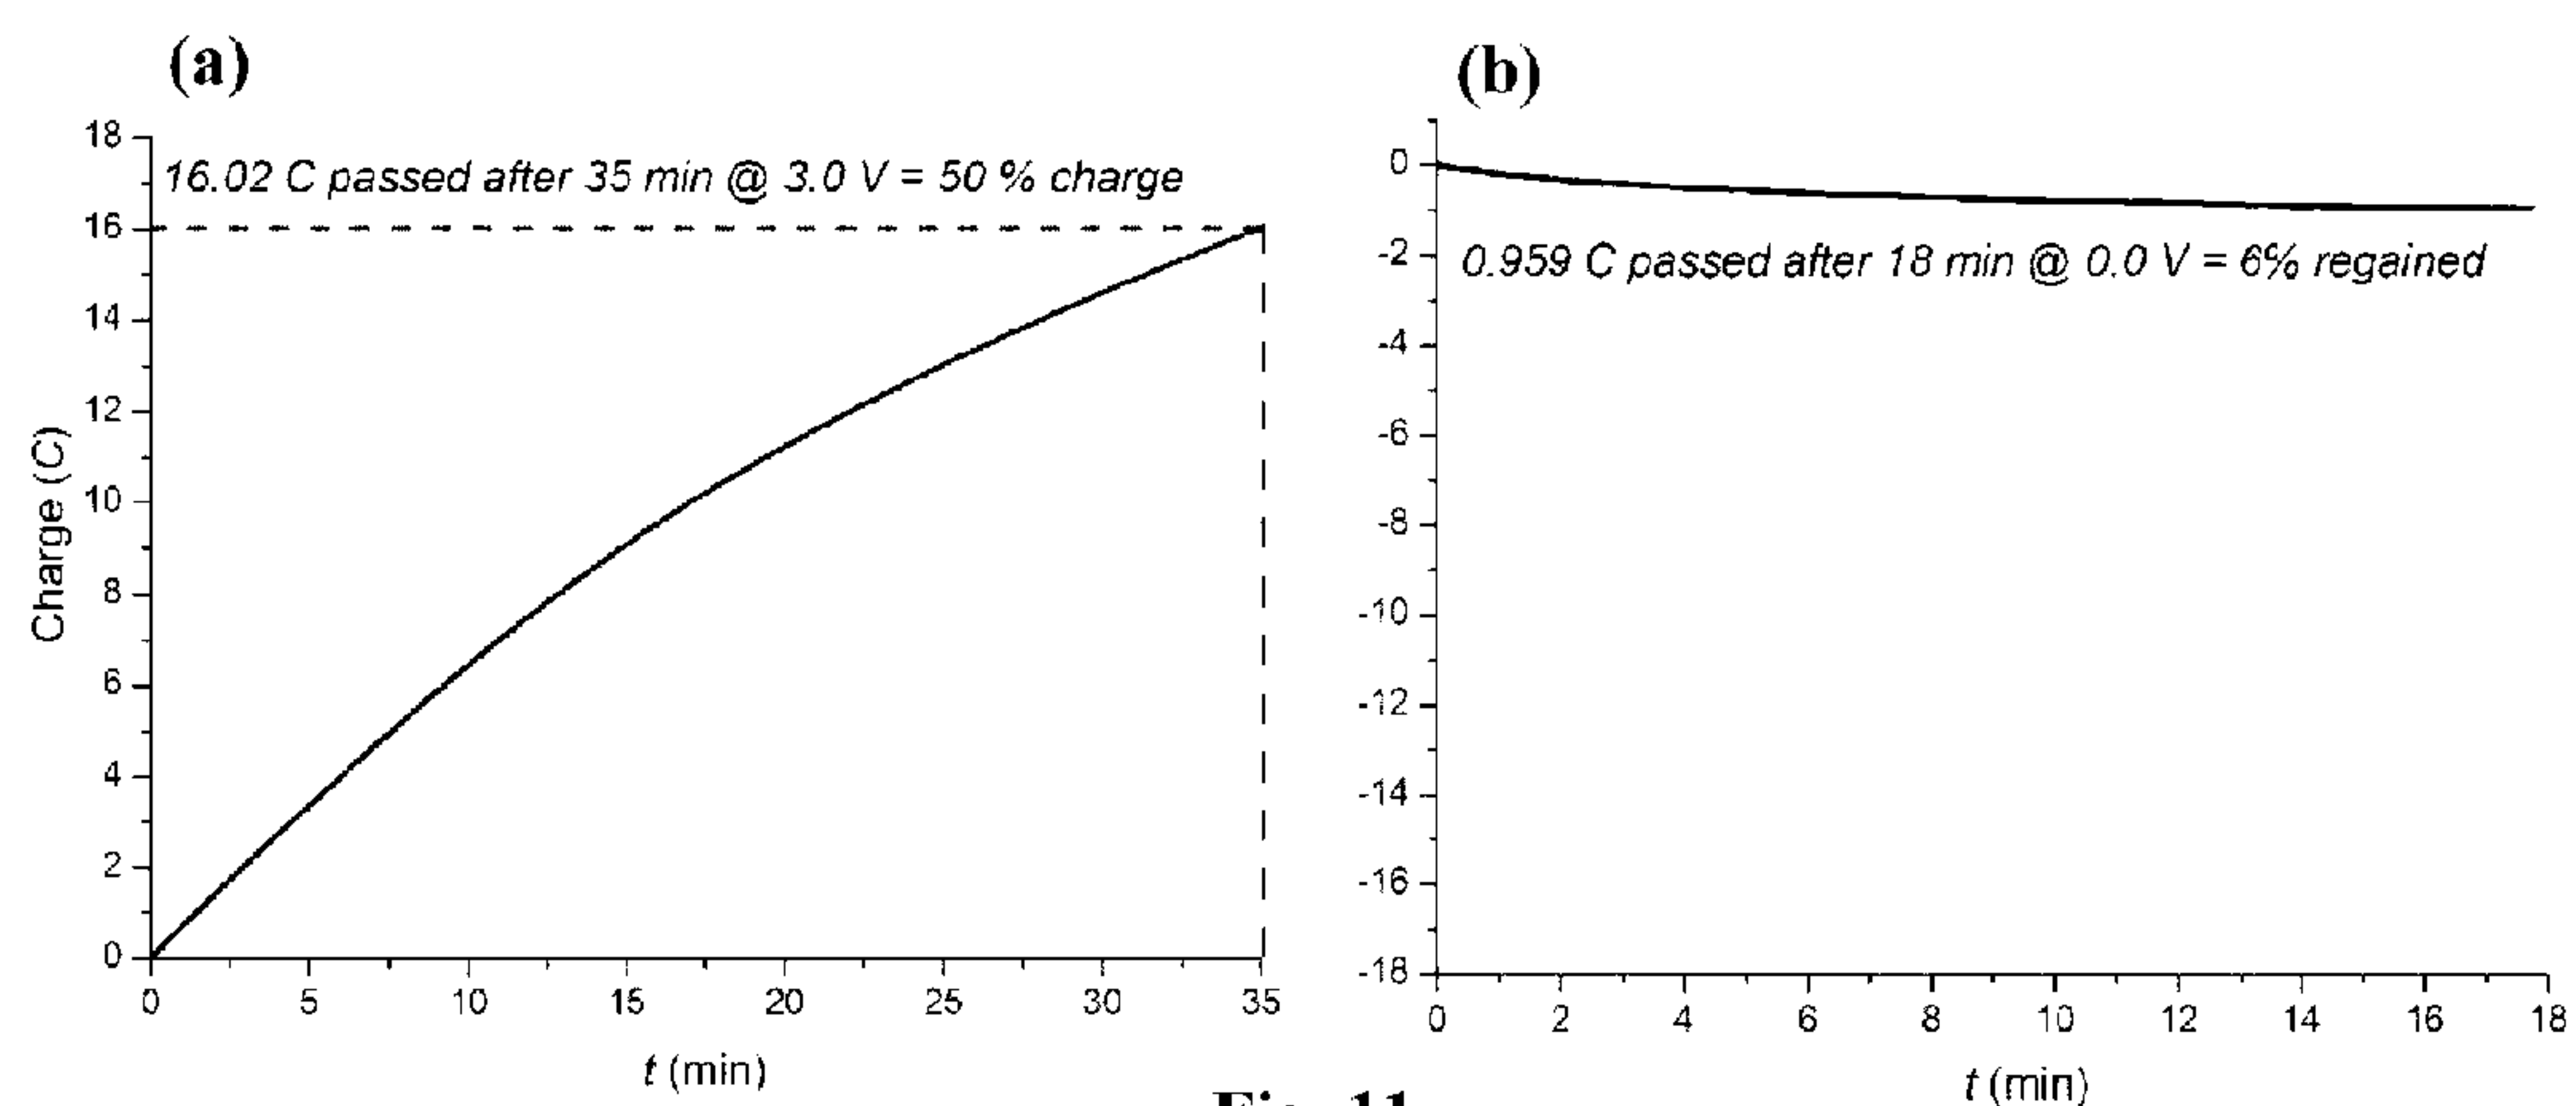 (a)
18
16.02 C passed after 35 min @ 3.0 V = 50 % charge
16
14
12
10
8
6
4
2
0
Charge (C)
0 5 10 15 20 25 30 35
t (min)
(b)
0
-2
0.959 C passed after 18 min @ 0.0 V = 6% regained
-4
-6
-8
-10
-12
-14
-16
-18
0 2 4 6 8 10 12 14 16 18
t (min)
Fig. 11